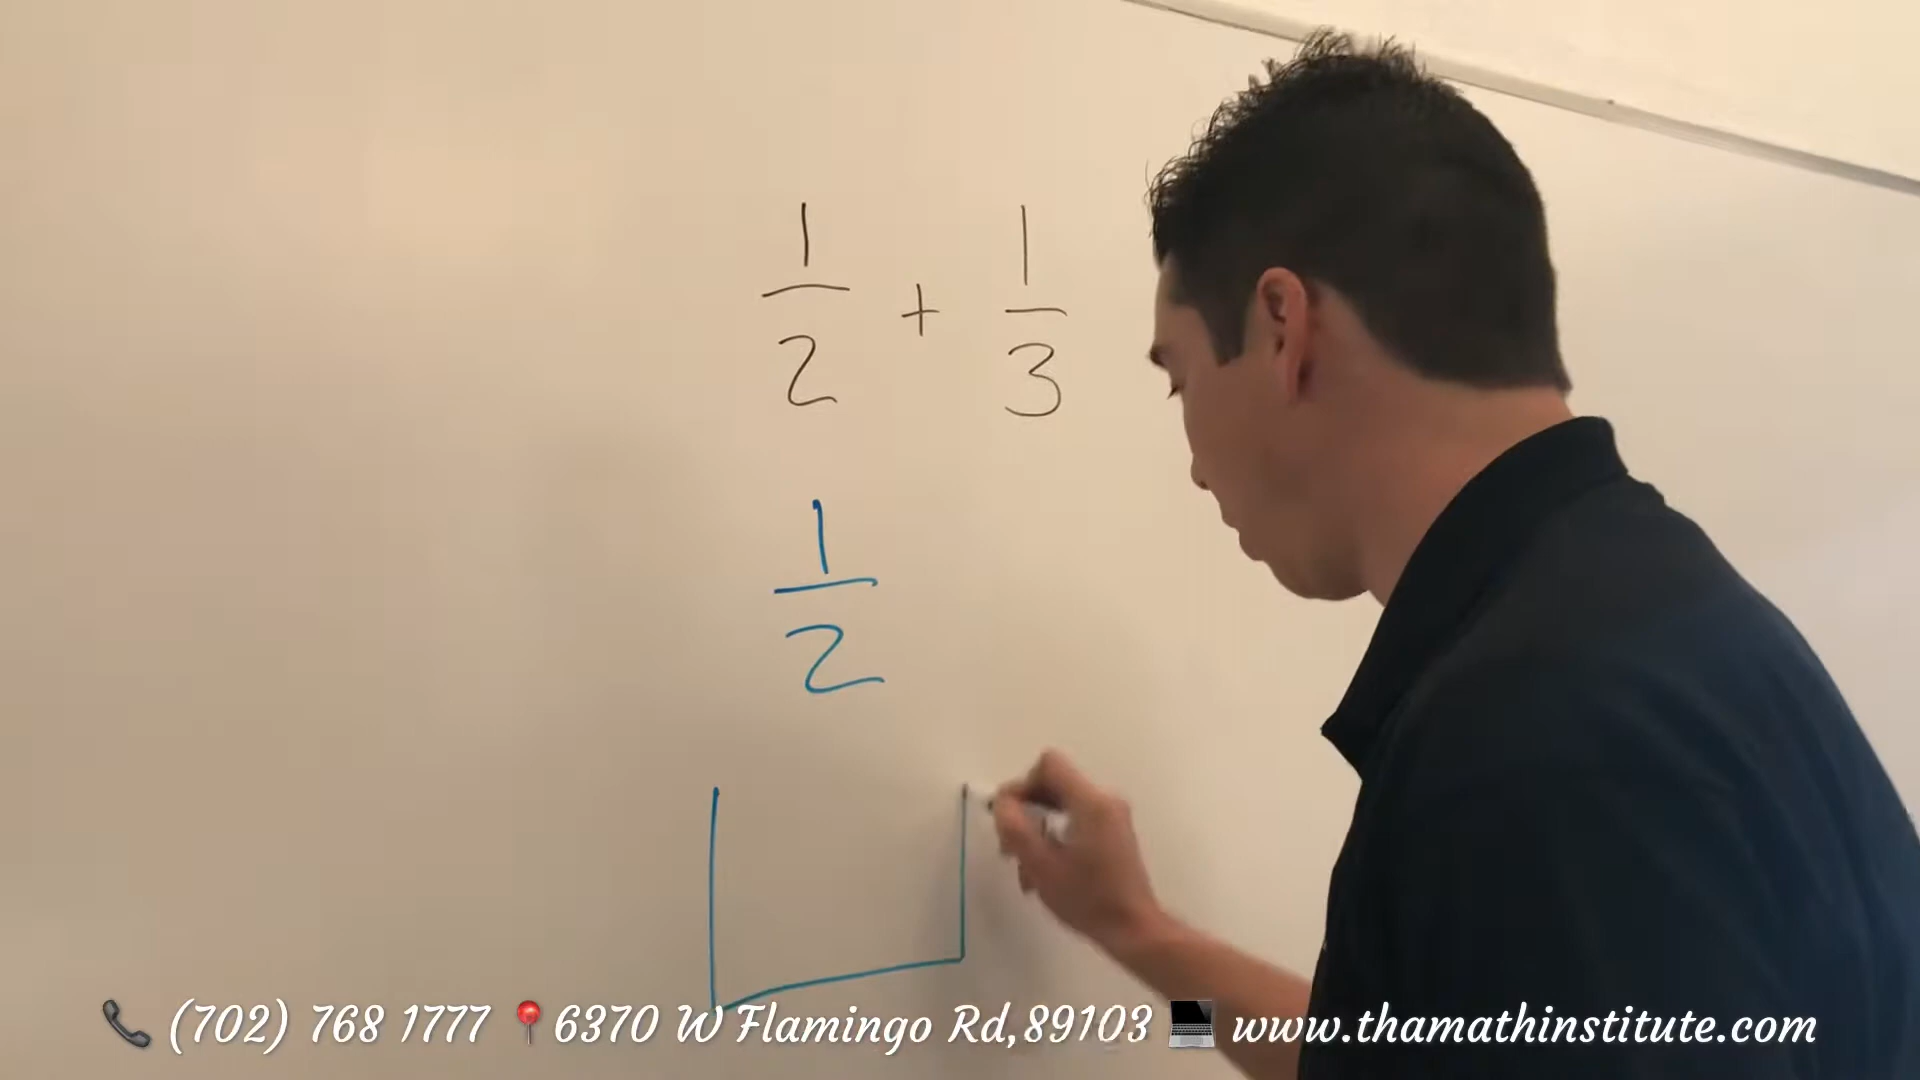 1/2 + 1/3
1/2
📞 (702) 768 1777 📍6370 W Flamingo Rd,89103 💻 www.thamathinstitute.com